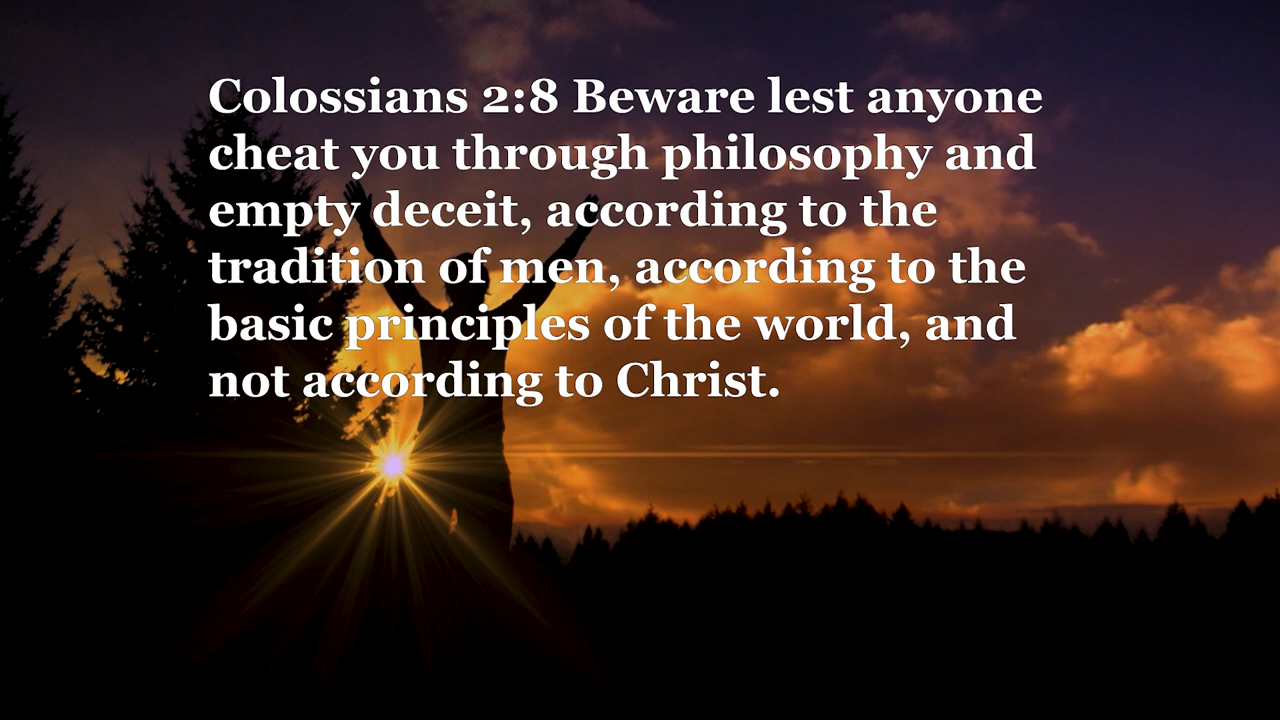 Colossians 2:8 Beware lest anyone
cheat you through philosophy and
empty deceit, according to the
tradition of men, according to the
basic principles of the world, and
not according to Christ.